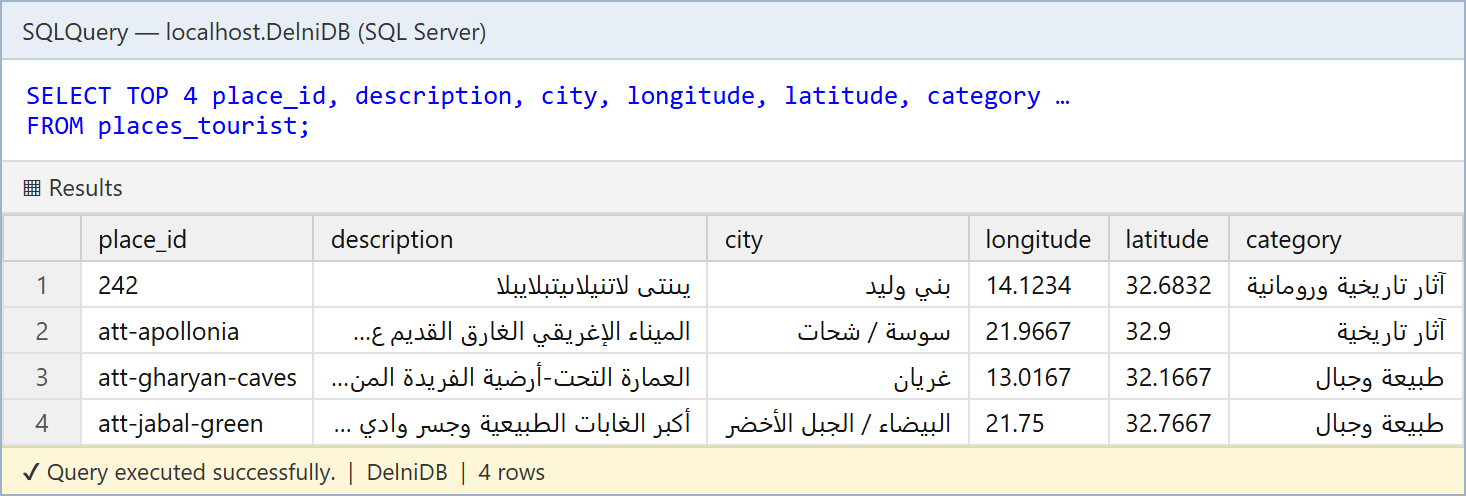 SQLQuery — localhost.DelniDB (SQL Server)
SELECT TOP 4 place_id, description, city, longitude, latitude, category …
FROM places_tourist;
▦ Results
place_id description city longitude latitude category
1 242 يىنتى لاتنيلاىيتبلايبلا بني وليد 14.1234 32.6832 آثار تاريخية ورومانية
2 att-apollonia الميناء الإغريقي الغارق القديم ع... سوسة / شحات 21.9667 32.9 آثار تاريخية
3 att-gharyan-caves العمارة التحت-أرضية الفريدة المن... غريان 13.0167 32.1667 طبيعة وجبال
4 att-jabal-green أكبر الغابات الطبيعية وجسر وادي ... البيضاء / الجبل الأخضر 21.75 32.7667 طبيعة وجبال
✔ Query executed successfully. | DelniDB | 4 rows